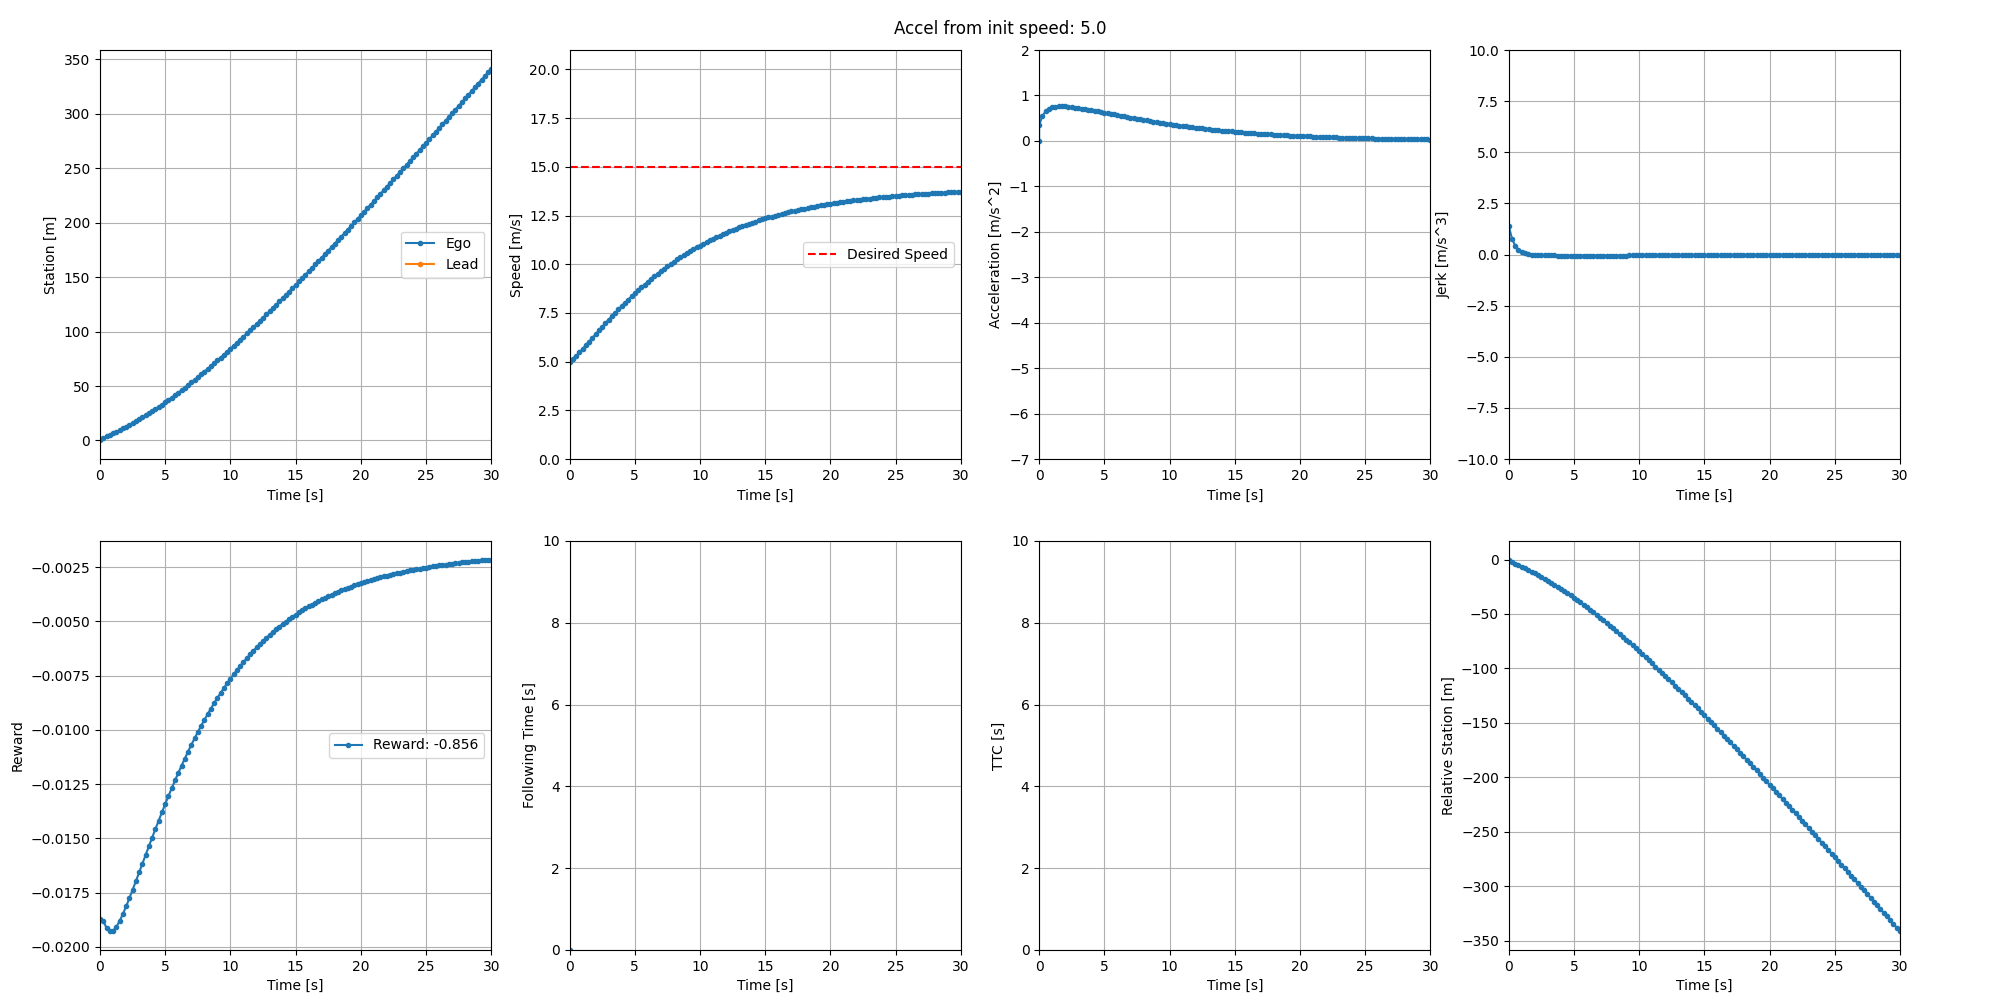 Accel from init speed: 5.0
350
300
250
200
150
100
50
0
Station [m]
Ego
Lead
0 5 10 15 20 25 30
Time [s]
20.0
17.5
15.0
12.5
10.0
7.5
5.0
2.5
0.0
Speed [m/s]
Desired Speed
0 5 10 15 20 25 30
Time [s]
2
1
0
−1
−2
−3
−4
−5
−6
−7
Acceleration [m/s^2]
0 5 10 15 20 25 30
Time [s]
10.0
7.5
5.0
2.5
0.0
−2.5
−5.0
−7.5
−10.0
Jerk [m/s^3]
0 5 10 15 20 25 30
Time [s]
−0.0025
−0.0050
−0.0075
−0.0100
−0.0125
−0.0150
−0.0175
−0.0200
Reward
Reward: -0.856
0 5 10 15 20 25 30
Time [s]
10
8
6
4
2
0
Following Time [s]
0 5 10 15 20 25 30
Time [s]
10
8
6
4
2
0
TTC [s]
0 5 10 15 20 25 30
Time [s]
0
−50
−100
−150
−200
−250
−300
−350
Relative Station [m]
0 5 10 15 20 25 30
Time [s]